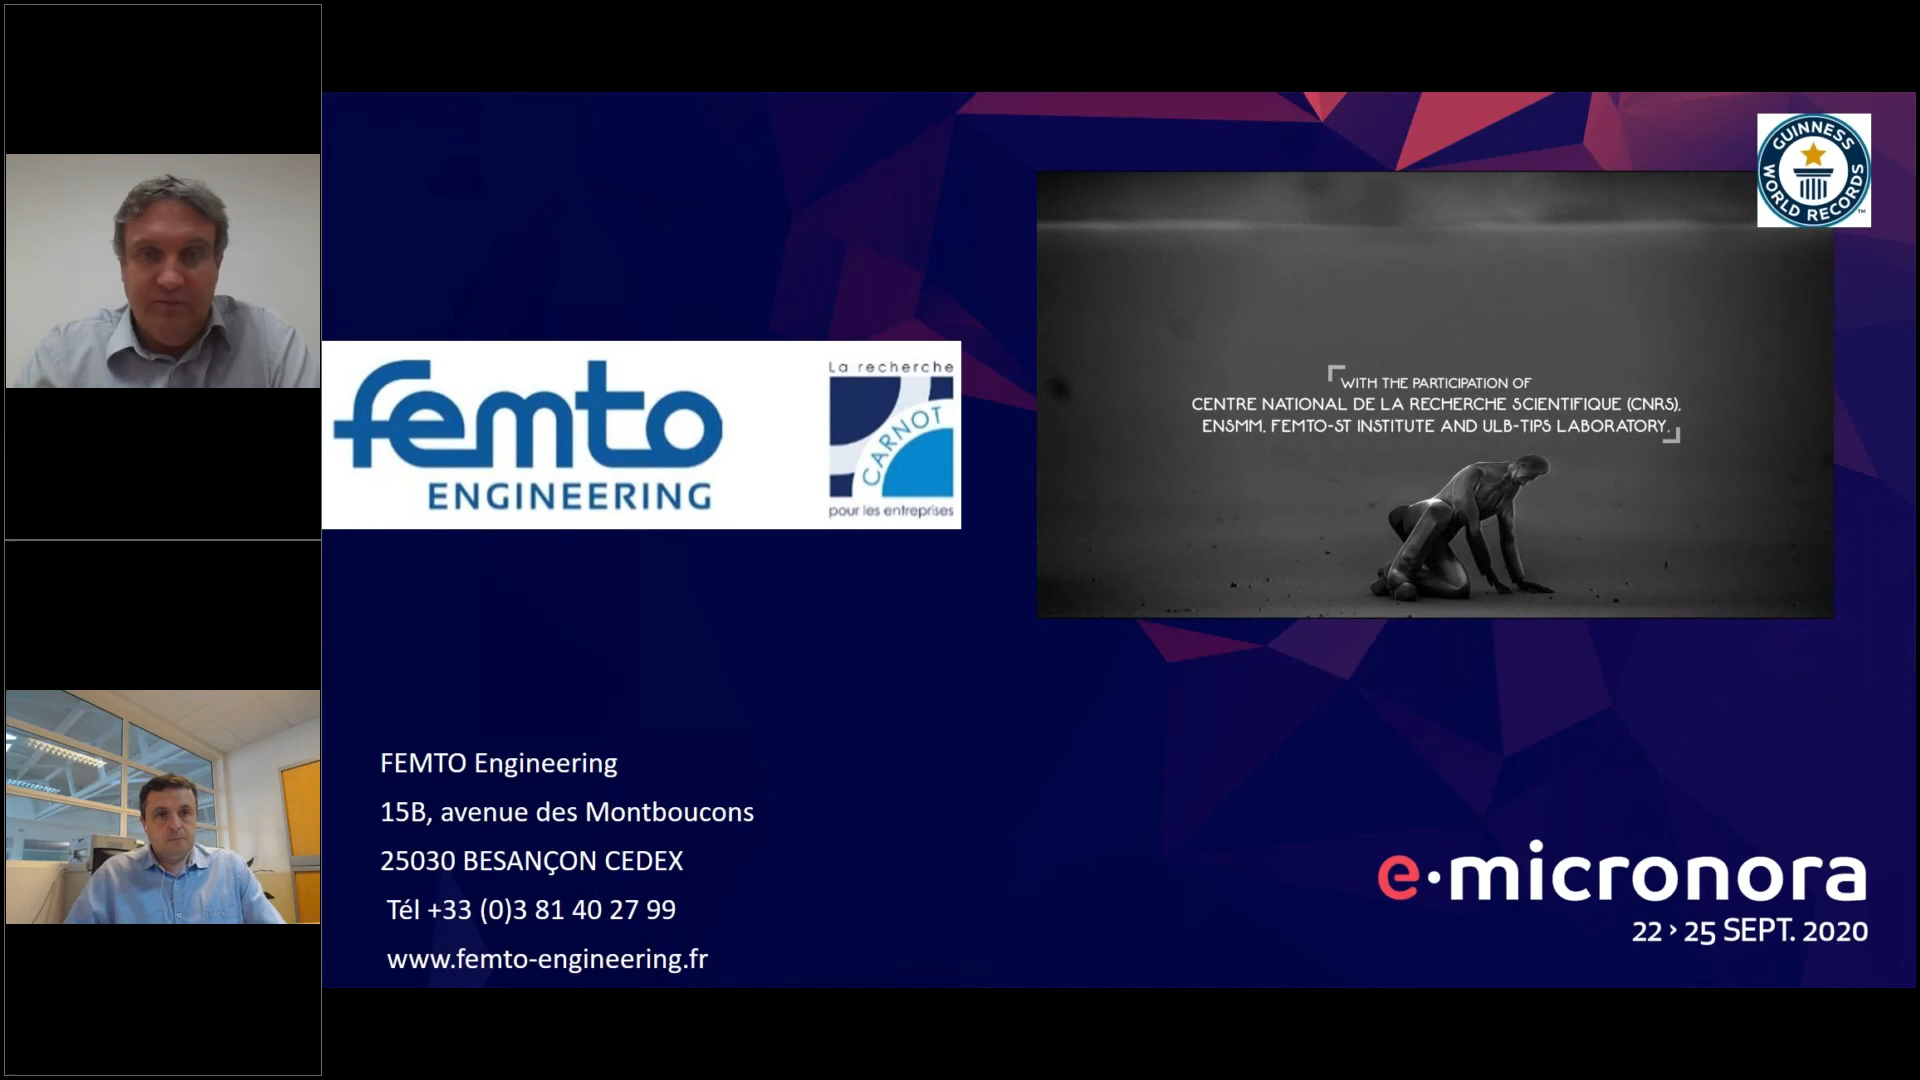 GUINNESS
WORLD RECORDS
™
WITH THE PARTICIPATION OF
CENTRE NATIONAL DE LA RECHERCHE SCIENTIFIQUE (CNRS),
ENSMM, FEMTO-ST INSTITUTE AND ULB-TIPS LABORATORY.
femto
ENGINEERING
La recherche
CARNOT
pour les entreprises
FEMTO Engineering
15B, avenue des Montboucons
25030 BESANÇON CEDEX
Tél +33 (0)3 81 40 27 99
www.femto-engineering.fr
e·micronora
22 › 25 SEPT. 2020